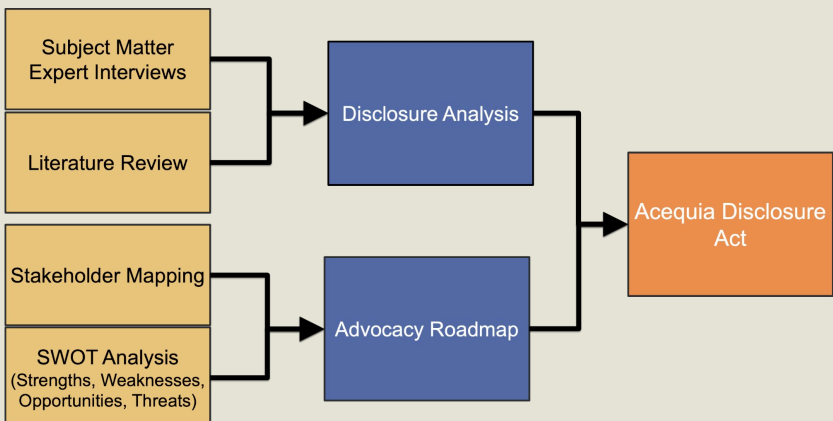 Subject Matter
Expert Interviews
Literature Review
Disclosure Analysis
Stakeholder Mapping
SWOT Analysis
(Strengths, Weaknesses,
Opportunities, Threats)
Advocacy Roadmap
Acequia Disclosure
Act